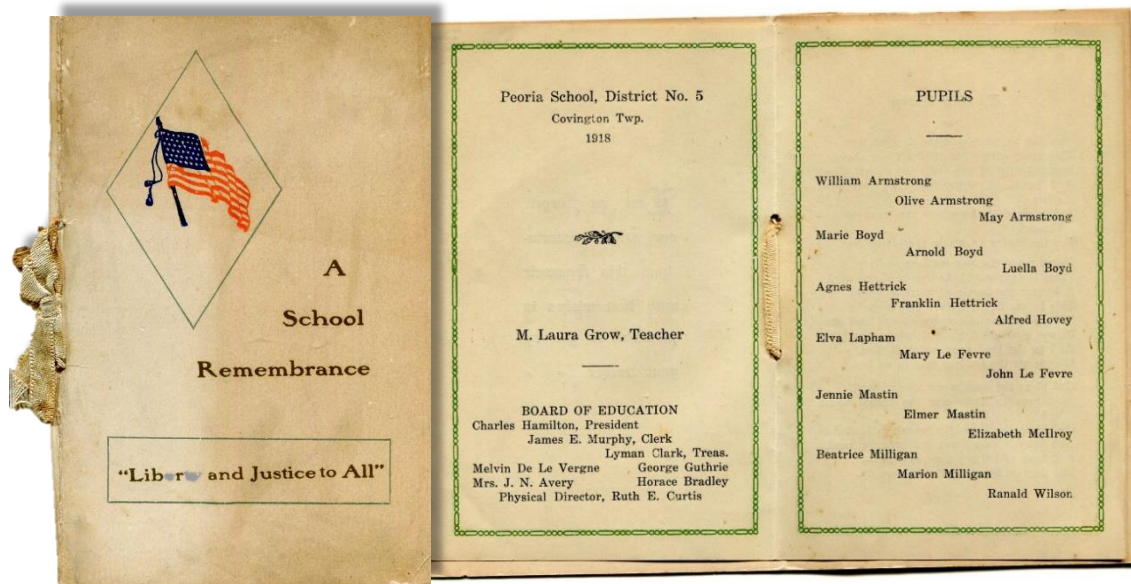 A
School
Remembrance
"Liberty and Justice to All"
Peoria School, District No. 5
Covington Twp.
1918
M. Laura Grow, Teacher
BOARD OF EDUCATION
Charles Hamilton, President
James E. Murphy, Clerk
Lyman Clark, Treas.
Melvin De Le Vergne George Guthrie
Mrs. J. N. Avery Horace Bradley
Physical Director, Ruth E. Curtis
PUPILS
William Armstrong
Olive Armstrong
May Armstrong
Marie Boyd
Arnold Boyd
Luella Boyd
Agnes Hettrick
Franklin Hettrick
Alfred Hovey
Elva Lapham
Mary Le Fevre
John Le Fevre
Jennie Mastin
Elmer Mastin
Elizabeth McIlroy
Beatrice Milligan
Marion Milligan
Ranald Wilson